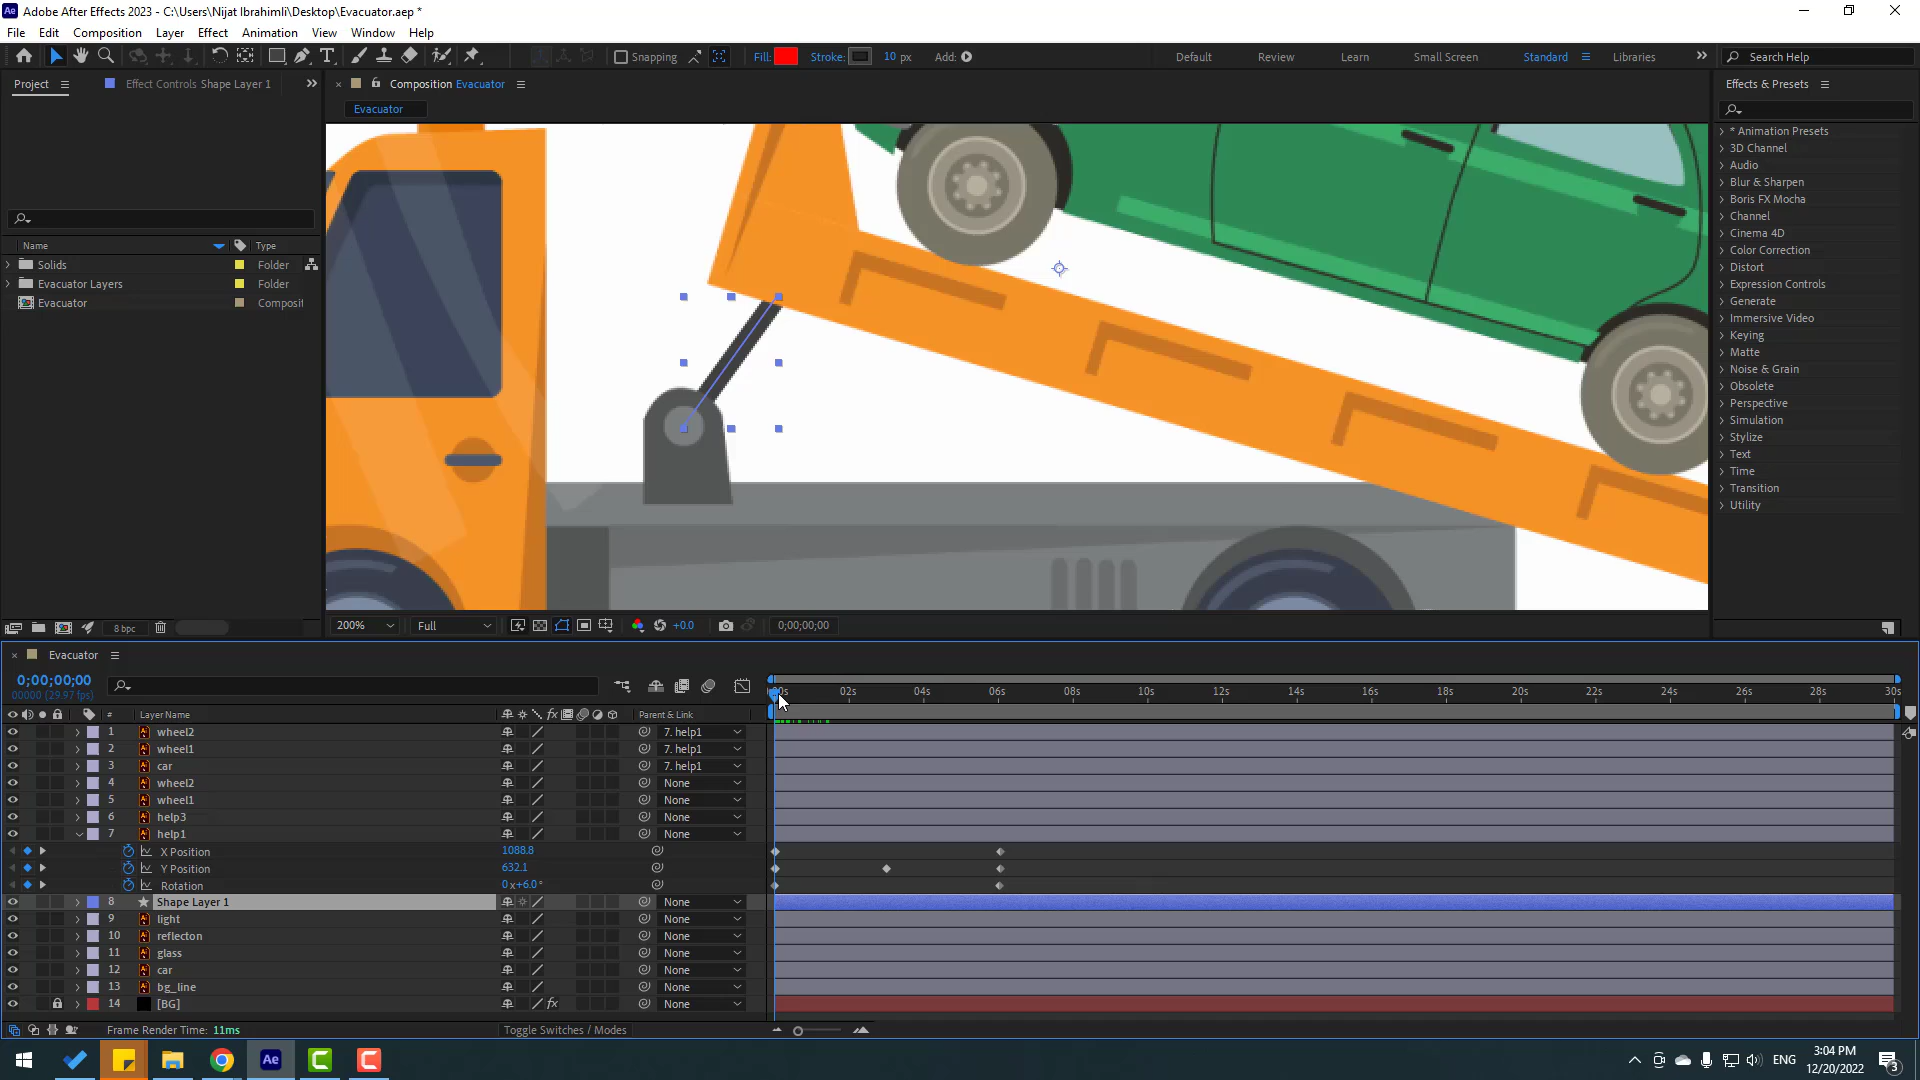 Adobe After Effects 2023 - C:\Users\Nijat Ibrahimli\Desktop\Evacuator.aep *
File Edit Composition Layer Effect Animation View Window Help
Snapping Fill: Stroke: 10 px Add: Default Review Learn Small Screen Standard Libraries Search Help
Project Effect Controls Shape Layer 1 Composition Evacuator Effects & Presets
Evacuator
* Animation Presets
3D Channel
Audio
Blur & Sharpen
Boris FX Mocha
Channel
Cinema 4D
Color Correction
Distort
Expression Controls
Generate
Immersive Video
Keying
Matte
Noise & Grain
Obsolete
Perspective
Simulation
Stylize
Text
Time
Transition
Utility
Name Type
Solids Folder
Evacuator Layers Folder
Evacuator Composit
8 bpc 200% Full +0.0 0;00;00;00
Evacuator
0;00;00;00
00000 (29.97 fps)
00s 02s 04s 06s 08s 10s 12s 14s 16s 18s 20s 22s 24s 26s 28s 30s
# Layer Name Parent & Link
1 wheel2 7. help1
2 wheel1 7. help1
3 car 7. help1
4 wheel2 None
5 wheel1 None
6 help3 None
7 help1 None
X Position 1088.8
Y Position 632.1
Rotation 0x+6.0°
8 Shape Layer 1 None
9 light None
10 reflecton None
11 glass None
12 car None
13 bg_line None
14 [BG] None
Frame Render Time: 11ms Toggle Switches / Modes
ENG 3:04 PM
12/20/2022
3